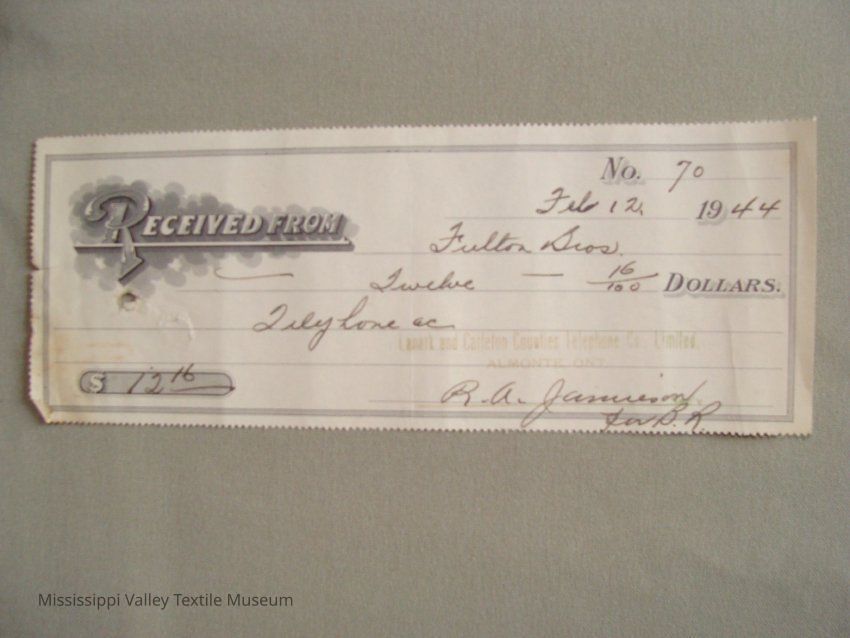 No. 70
Feb 12, 1944
RECEIVED FROM
Fulton Bros.
Twelve — 16/100 DOLLARS.
Telephone ac
Lanark and Carleton Counties Telephone Co., Limited.
ALMONTE, ONT.
$ 12 16
R. A. Jamieson
for B. R.
Mississippi Valley Textile Museum